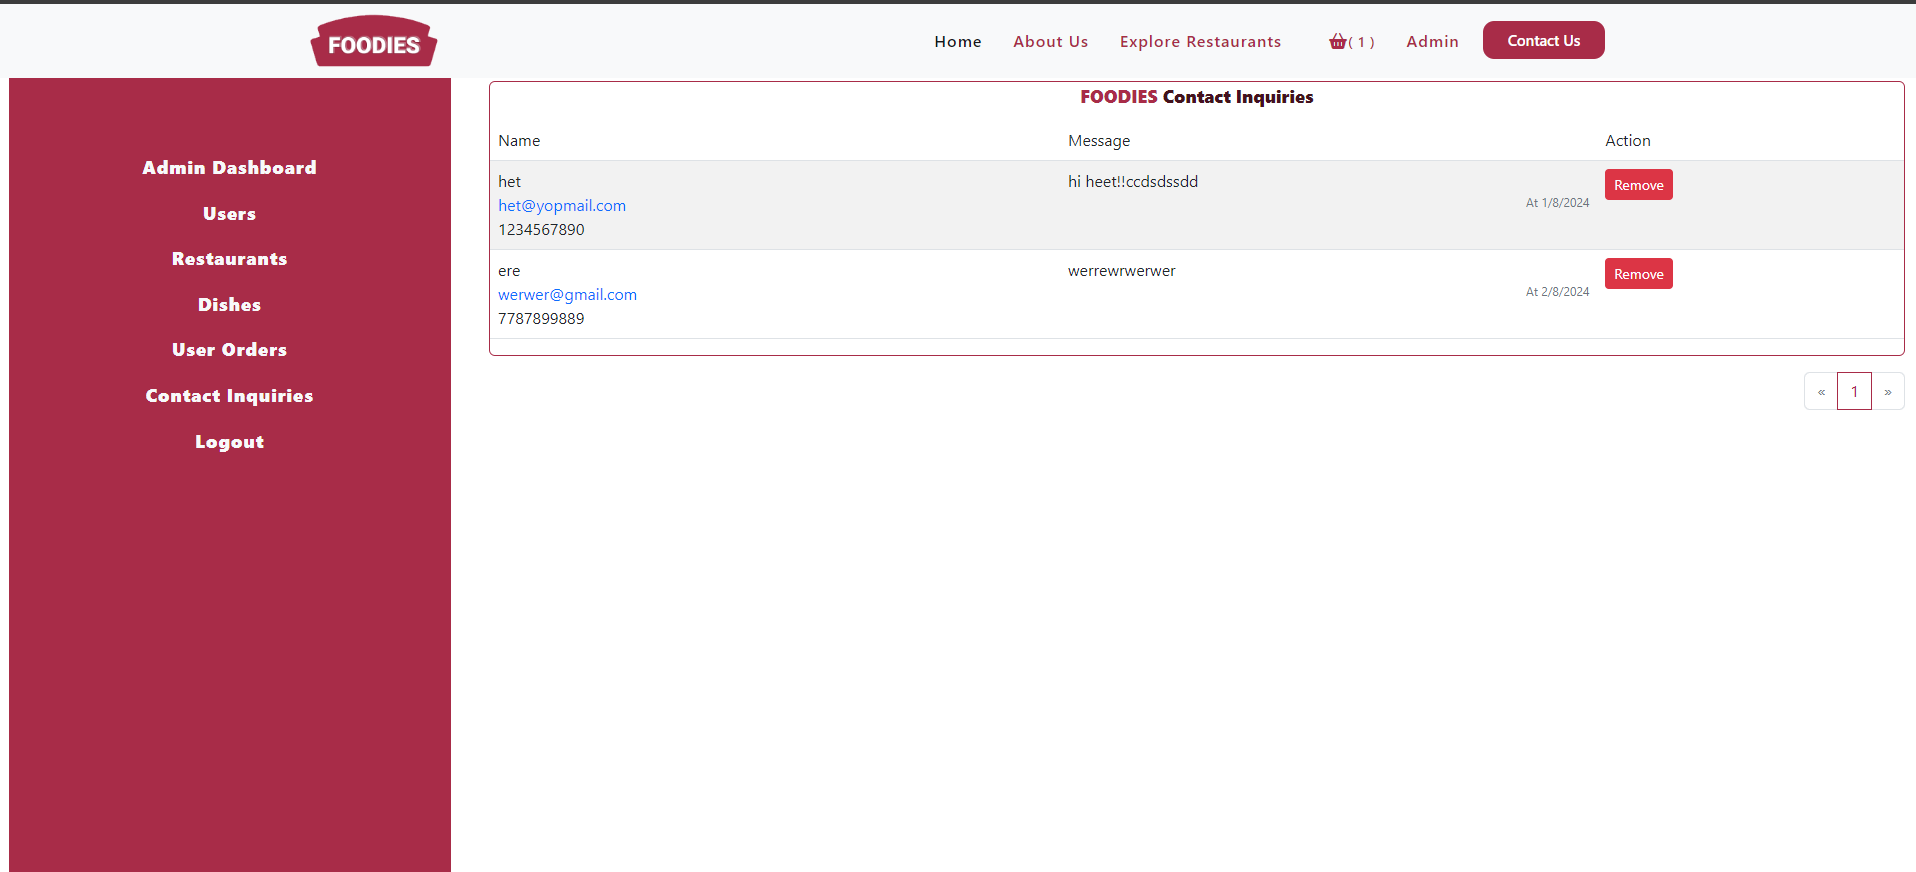 FOODIES
Home About Us Explore Restaurants ( 1 ) Admin Contact Us
Admin Dashboard
Users
Restaurants
Dishes
User Orders
Contact Inquiries
Logout
FOODIES Contact Inquiries
Name Message Action
het hi heet!!ccdsdssdd Remove
het@yopmail.com At 1/8/2024
1234567890
ere werrewrwerwer Remove
werwer@gmail.com At 2/8/2024
7787899889
« 1 »